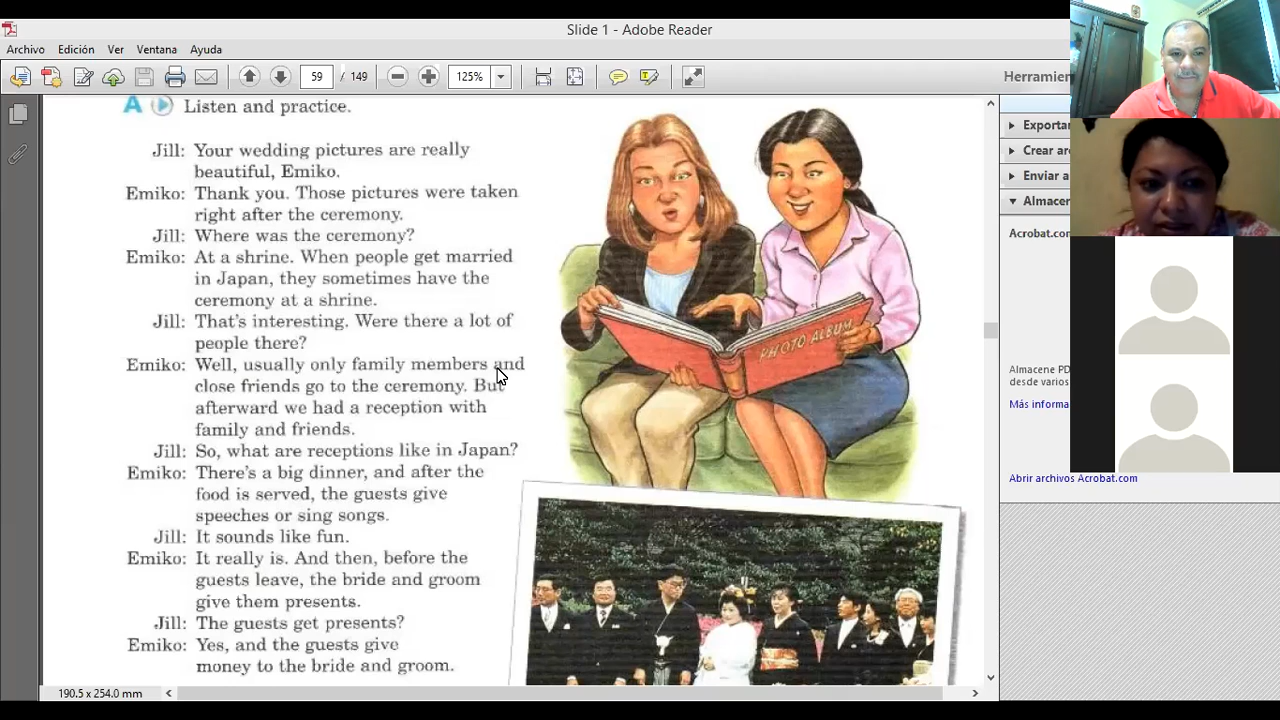 Slide 1 - Adobe Reader
Archivo Edición Ver Ventana Ayuda
59 / 149 125% Herramien
A Listen and practice.
Jill: Your wedding pictures are really
beautiful, Emiko.
Emiko: Thank you. Those pictures were taken
right after the ceremony.
Jill: Where was the ceremony?
Emiko: At a shrine. When people get married
in Japan, they sometimes have the
ceremony at a shrine.
Jill: That's interesting. Were there a lot of
people there?
Emiko: Well, usually only family members and
close friends go to the ceremony. But
afterward we had a reception with
family and friends.
Jill: So, what are receptions like in Japan?
Emiko: There's a big dinner, and after the
food is served, the guests give
speeches or sing songs.
Jill: It sounds like fun.
Emiko: It really is. And then, before the
guests leave, the bride and groom
give them presents.
Jill: The guests get presents?
Emiko: Yes, and the guests give
money to the bride and groom.
PHOTO ALBUM
Exportar
Crear arc
Enviar a
Almacen
Acrobat.com
Almacene PD
desde varios
Más informa
Abrir archivos Acrobat.com
190.5 x 254.0 mm